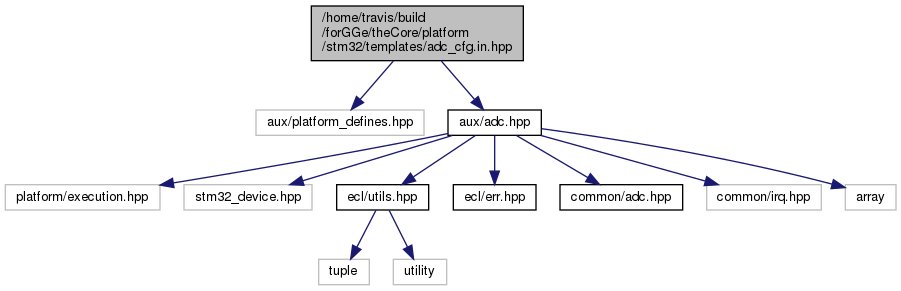 /home/travis/build
/forGGe/theCore/platform
/stm32/templates/adc_cfg.in.hpp
aux/platform_defines.hpp
aux/adc.hpp
platform/execution.hpp
stm32_device.hpp
ecl/utils.hpp
ecl/err.hpp
common/adc.hpp
common/irq.hpp
array
tuple
utility